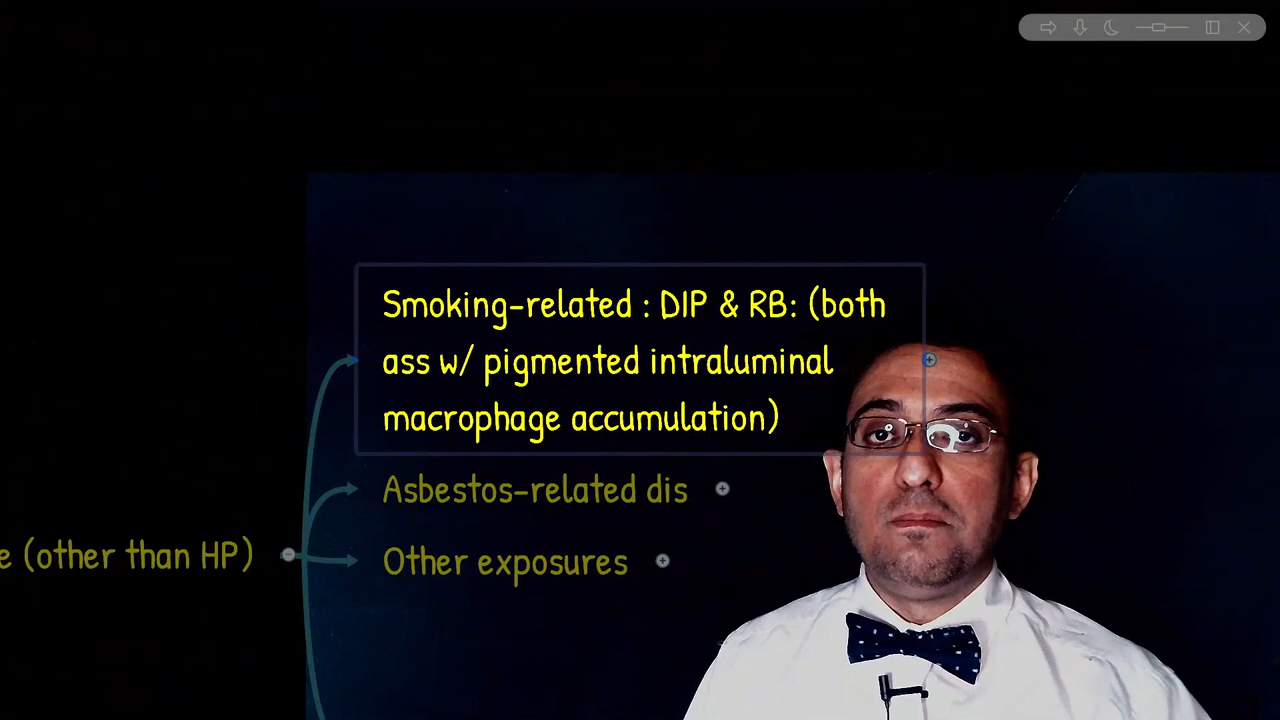 Smoking-related : DIP & RB: (both
ass w/ pigmented intraluminal
macrophage accumulation)
Asbestos-related dis
e (other than HP)
Other exposures